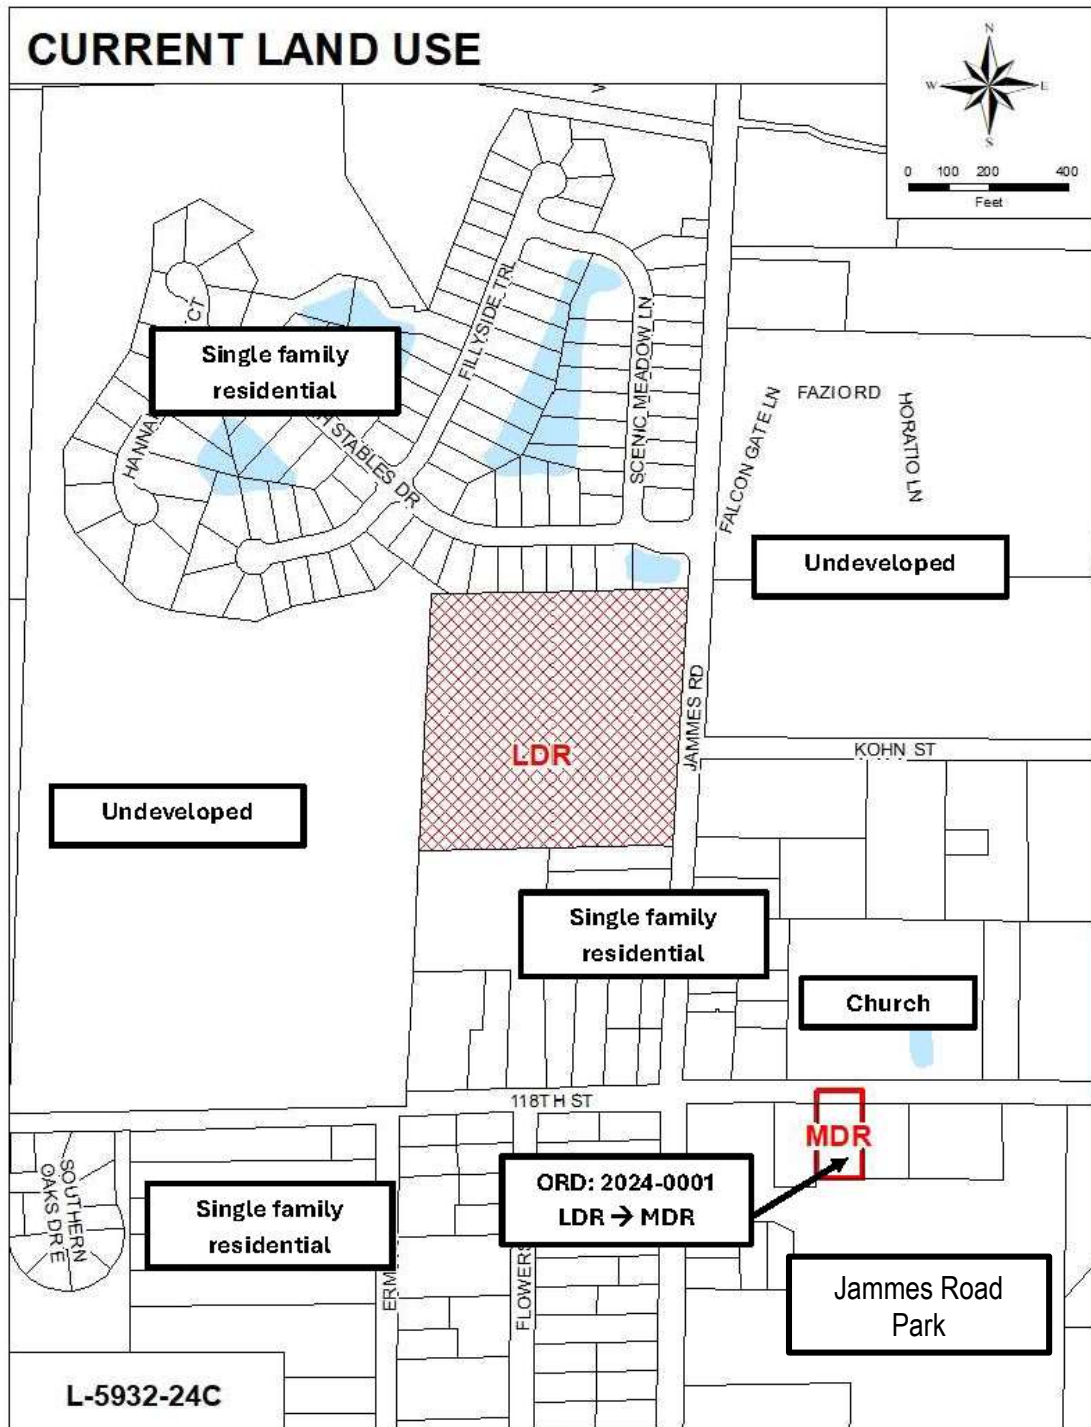 CURRENT LAND USE
N
W
E
S
0 100 200 400
Feet
CT
Single family
residential
FILLYSIDE TRL
SCENIC MEADOW LN
FALCON GATE LN
FAZIO RD
HORATIO LN
STABLES DR
Undeveloped
LDR
JAMMES RD
KOHN ST
Undeveloped
Single family
residential
Church
118TH ST
MDR
SOUTHERN
OAKS DR E
ORD: 2024-0001
LDR → MDR
Single family
residential
FLOWERS
Jammes Road
Park
L-5932-24C